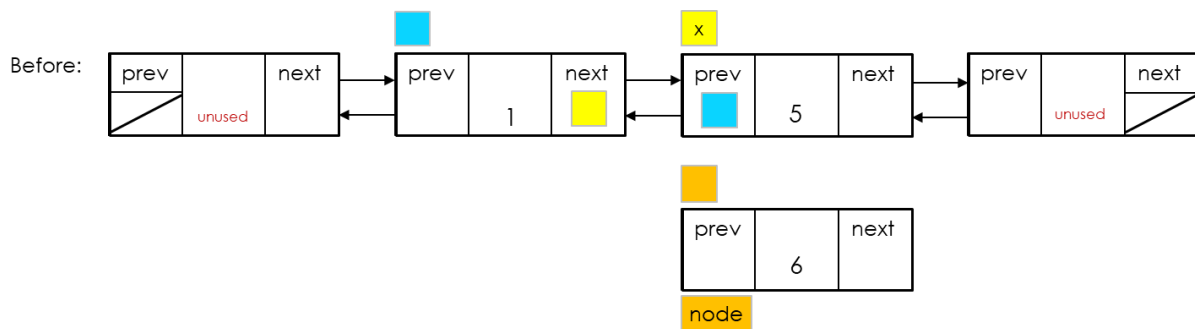 x
Before:
prev next prev next prev next prev next
unused 1 5 unused
prev next
6
node